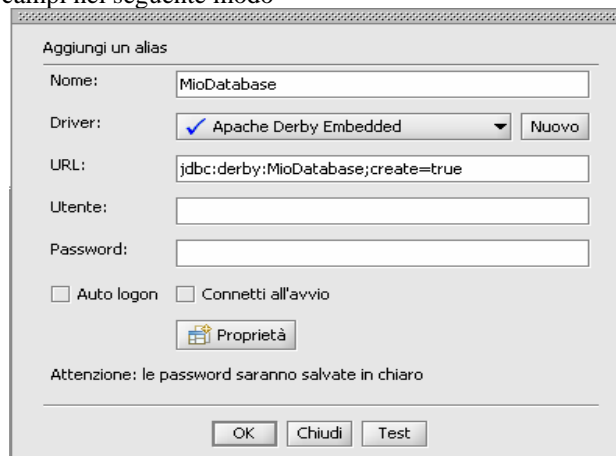 campi nel seguente modo
Aggiungi un alias
Nome: MioDatabase
Driver: Apache Derby Embedded Nuovo
URL: jdbc:derby:MioDatabase;create=true
Utente:
Password:
Auto logon Connetti all'avvio
Proprietà
Attenzione: le password saranno salvate in chiaro
OK Chiudi Test